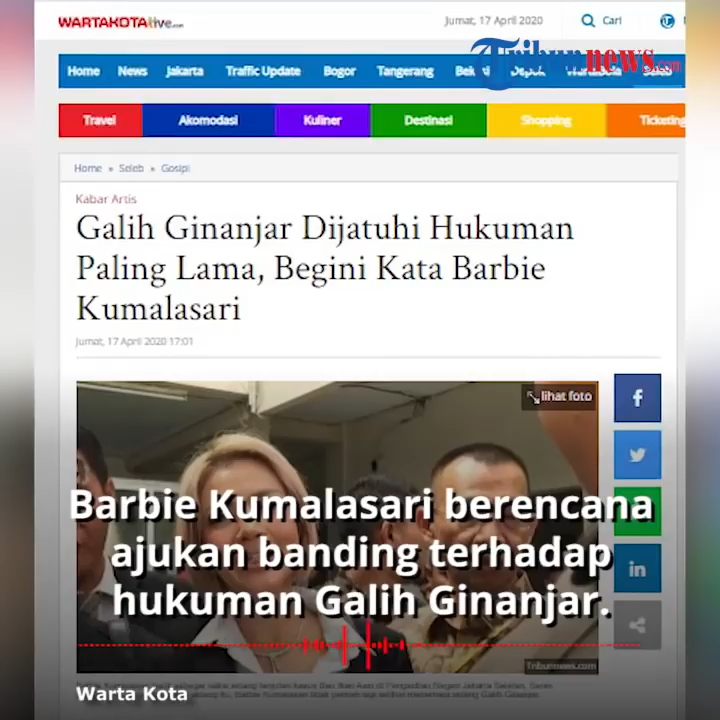 WARTAKOTAlive.com
Jumat, 17 April 2020
Cari
Tribunnews.com
Home News Jakarta Traffic Update Bogor Tangerang
Travel Akomodasi Kuliner Destinasi Shopping Ticketing
Home » Seleb » Gosip
Kabar Artis
Galih Ginanjar Dijatuhi Hukuman
Paling Lama, Begini Kata Barbie
Kumalasari
Jumat, 17 April 2020 17:01
lihat foto
Barbie Kumalasari berencana
ajukan banding terhadap
hukuman Galih Ginanjar.
Tribunnews.com
Warta Kota